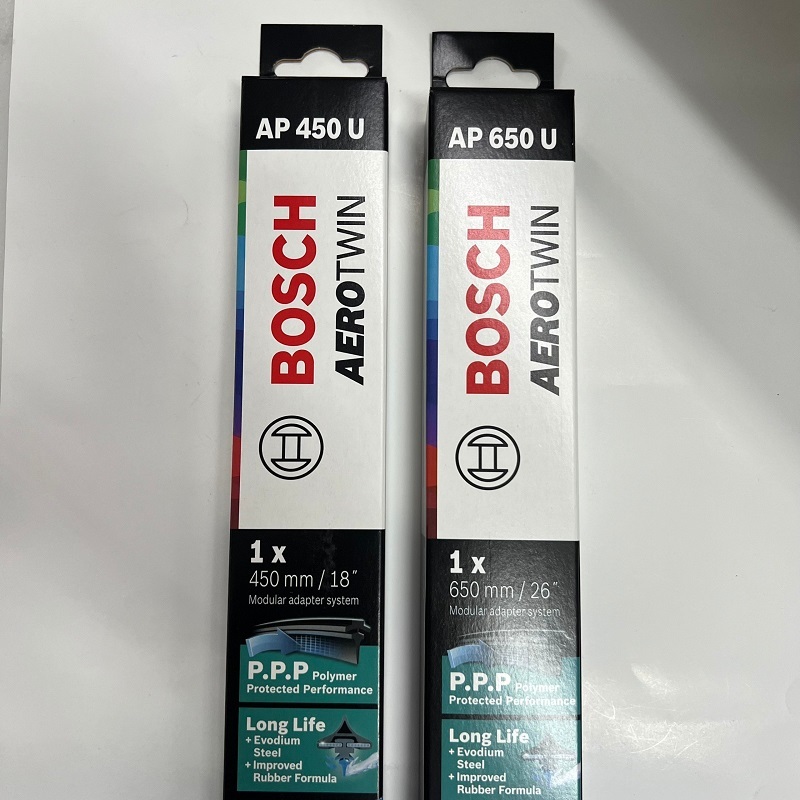 AP 450 U
BOSCH
AEROTWIN
1 x
450 mm / 18″
Modular adapter system
P.P.P Polymer
Protected Performance
Long Life
+ Evodium
Steel
+ Improved
Rubber Formula
AP 650 U
BOSCH
AEROTWIN
1 x
650 mm / 26″
Modular adapter system
P.P.P Polymer
Protected Performance
Long Life
+ Evodium
Steel
+ Improved
Rubber Formula